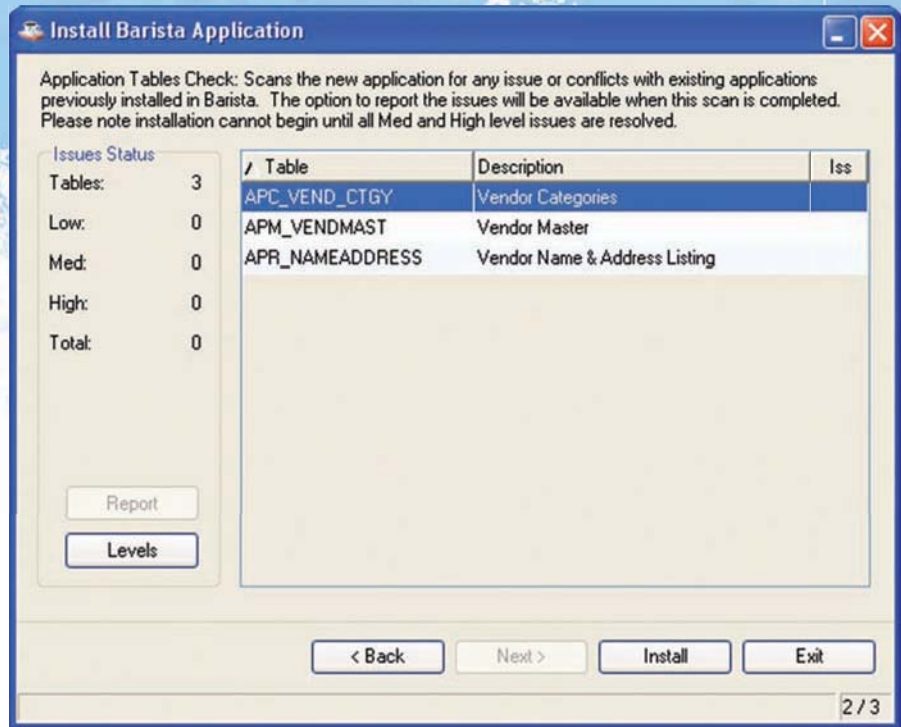 Install Barista Application
Application Tables Check: Scans the new application for any issue or conflicts with existing applications
previously installed in Barista. The option to report the issues will be available when this scan is completed.
Please note installation cannot begin until all Med and High level issues are resolved.
Issues Status
Tables: 3
Low: 0
Med: 0
High: 0
Total: 0
Report
Levels
/ Table Description Iss
APC_VEND_CTGY Vendor Categories
APM_VENDMAST Vendor Master
APR_NAMEADDRESS Vendor Name & Address Listing
< Back Next > Install Exit
2 / 3